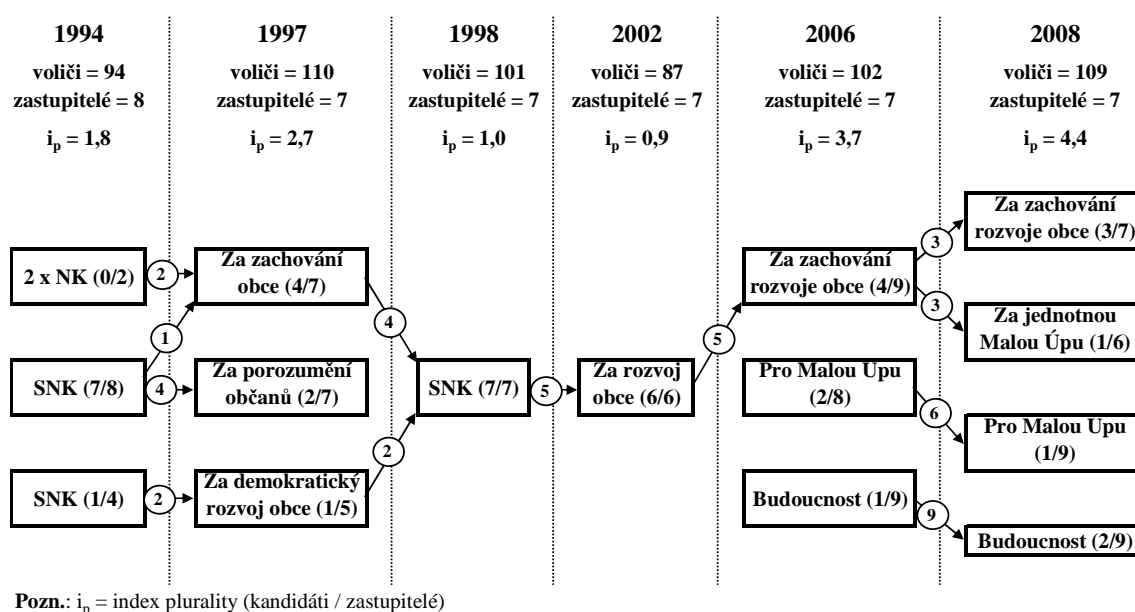 1994
voliči = 94
zastupitelé = 8
i_p = 1,8
1997
voliči = 110
zastupitelé = 7
i_p = 2,7
1998
voliči = 101
zastupitelé = 7
i_p = 1,0
2002
voliči = 87
zastupitelé = 7
i_p = 0,9
2006
voliči = 102
zastupitelé = 7
i_p = 3,7
2008
voliči = 109
zastupitelé = 7
i_p = 4,4
2 x NK (0/2)
2
SNK (7/8)
1
4
SNK (1/4)
2
Za zachování
obce (4/7)
4
Za porozumění
občanů (2/7)
Za demokratický
rozvoj obce (1/5)
2
SNK (7/7)
5
Za rozvoj
obce (6/6)
5
Za zachování
rozvoje obce (4/9)
3
3
Pro Malou Upu
(2/8)
6
Budoucnost (1/9)
9
Za zachování
rozvoje obce (3/7)
Za jednotnou
Malou Úpu (1/6)
Pro Malou Upu
(1/9)
Budoucnost (2/9)
Pozn.: i_p = index plurality (kandidáti / zastupitelé)